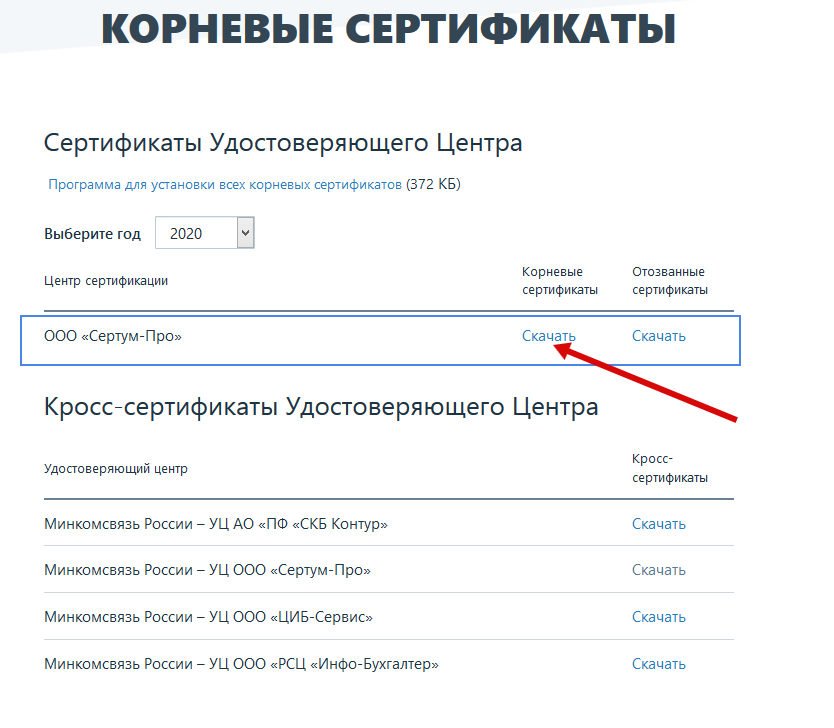 КОРНЕВЫЕ СЕРТИФИКАТЫ
Сертификаты Удостоверяющего Центра
Программа для установки всех корневых сертификатов (372 КБ)
Выберите год 2020
Центр сертификации Корневые сертификаты Отозванные сертификаты
ООО «Сертум-Про» Скачать Скачать
Кросс-сертификаты Удостоверяющего Центра
Удостоверяющий центр Кросс-сертификаты
Минкомсвязь России – УЦ АО «ПФ «СКБ Контур» Скачать
Минкомсвязь России – УЦ ООО «Сертум-Про» Скачать
Минкомсвязь России – УЦ ООО «ЦИБ-Сервис» Скачать
Минкомсвязь России – УЦ ООО «РСЦ «Инфо-Бухгалтер» Скачать